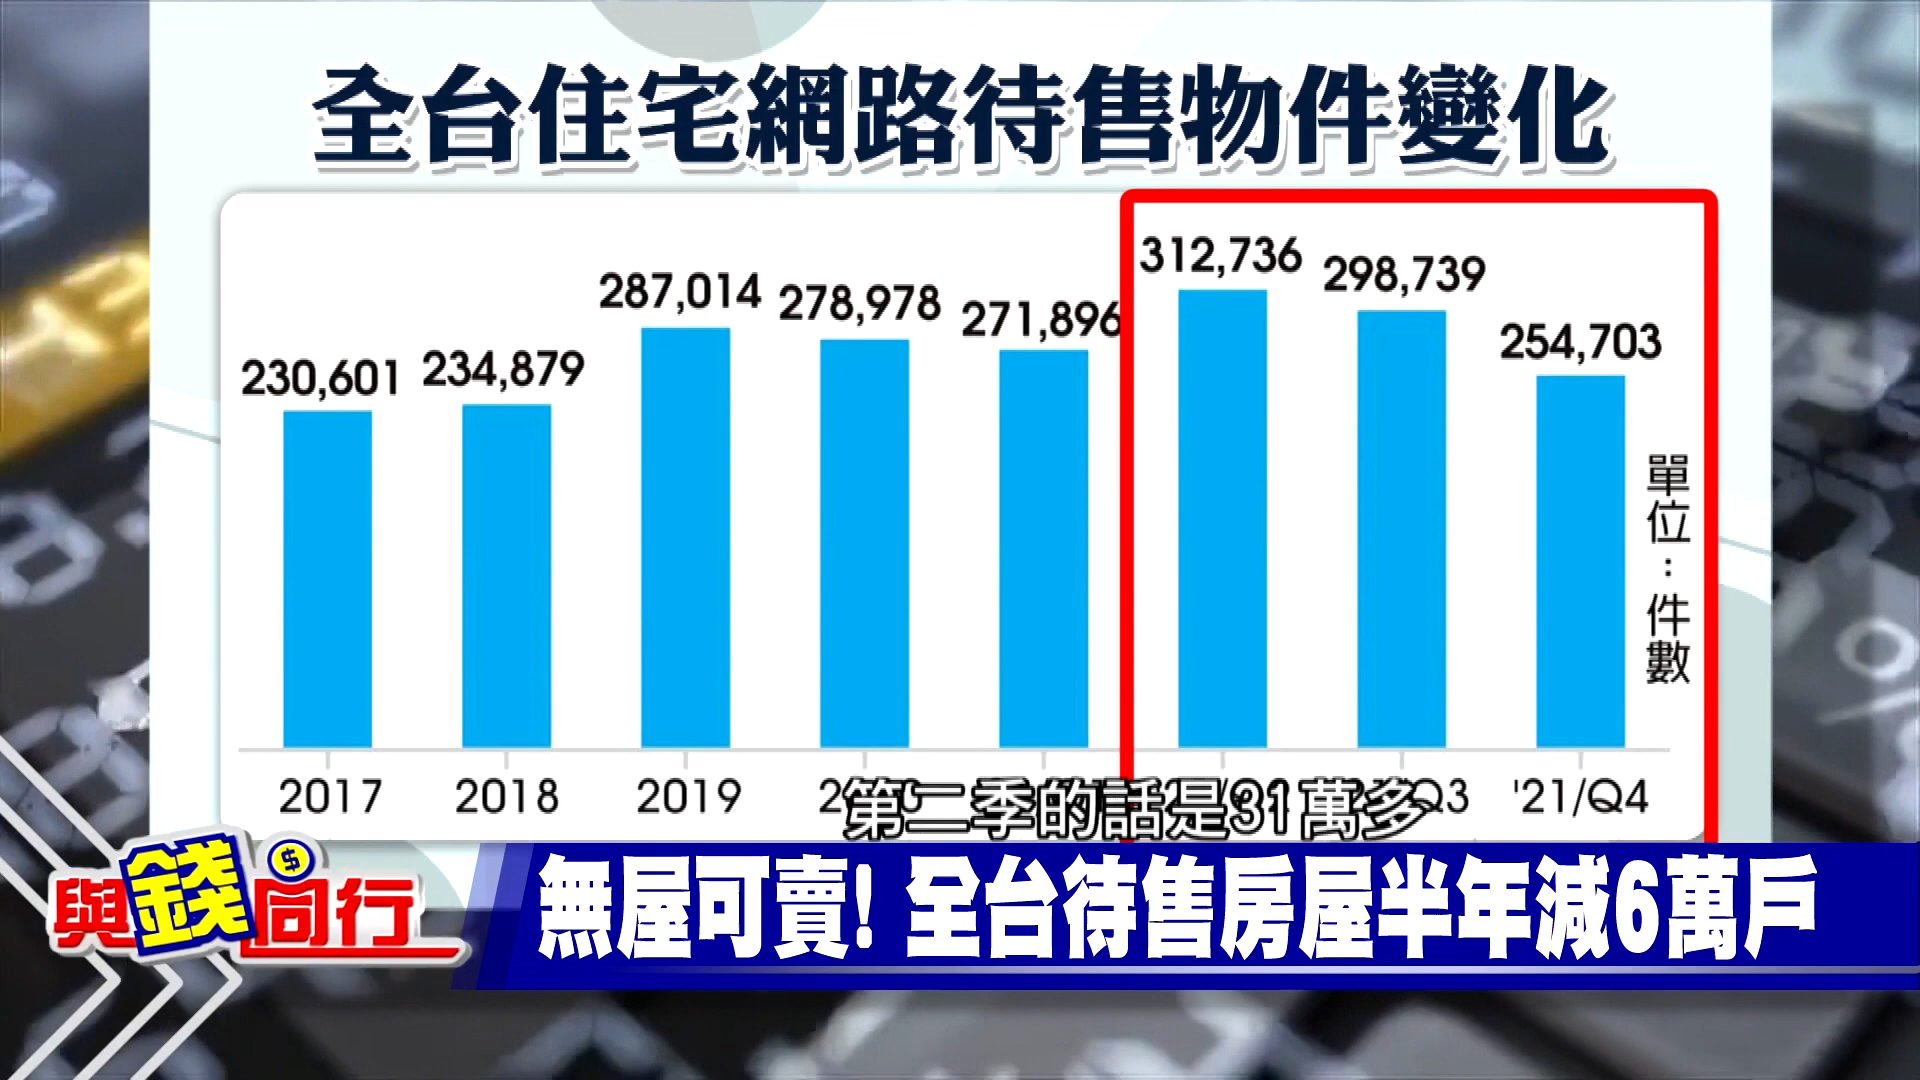 全台住宅網路待售物件變化
312,736
298,739
287,014
278,978
271,896
254,703
230,601
234,879
單位：件數
2017
2018
2019
'21/Q4
第二季的話是31萬多
與錢同行
無屋可賣！全台待售房屋半年減6萬戶